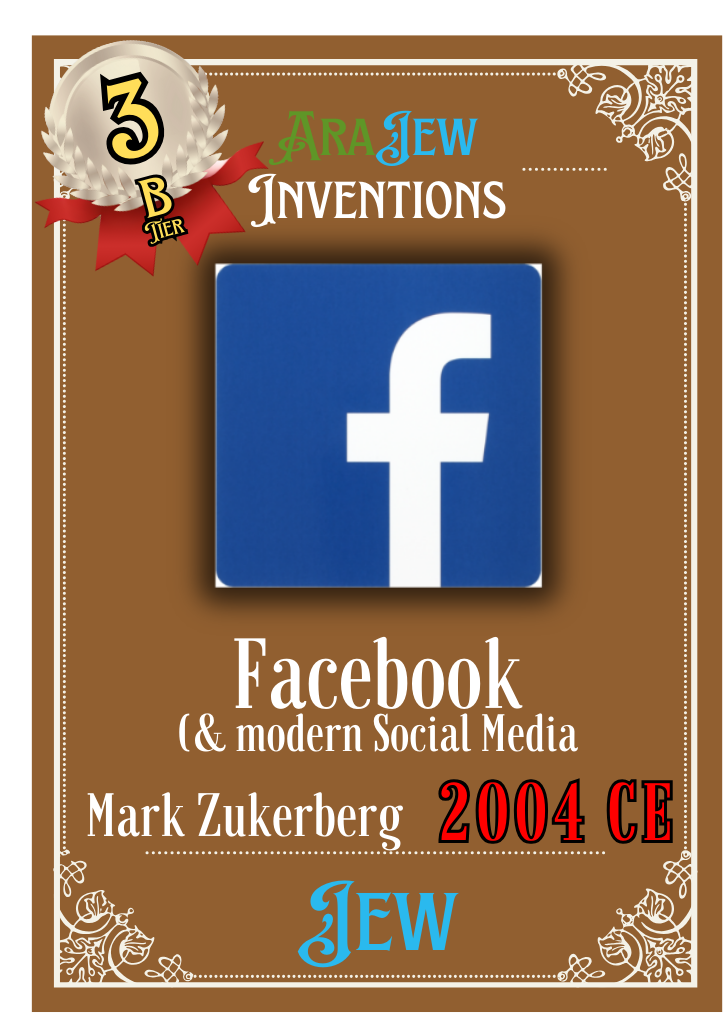 3
B
Tier
AraJew
Inventions
f
Facebook
(& modern Social Media
Mark Zukerberg 2004 CE
Jew